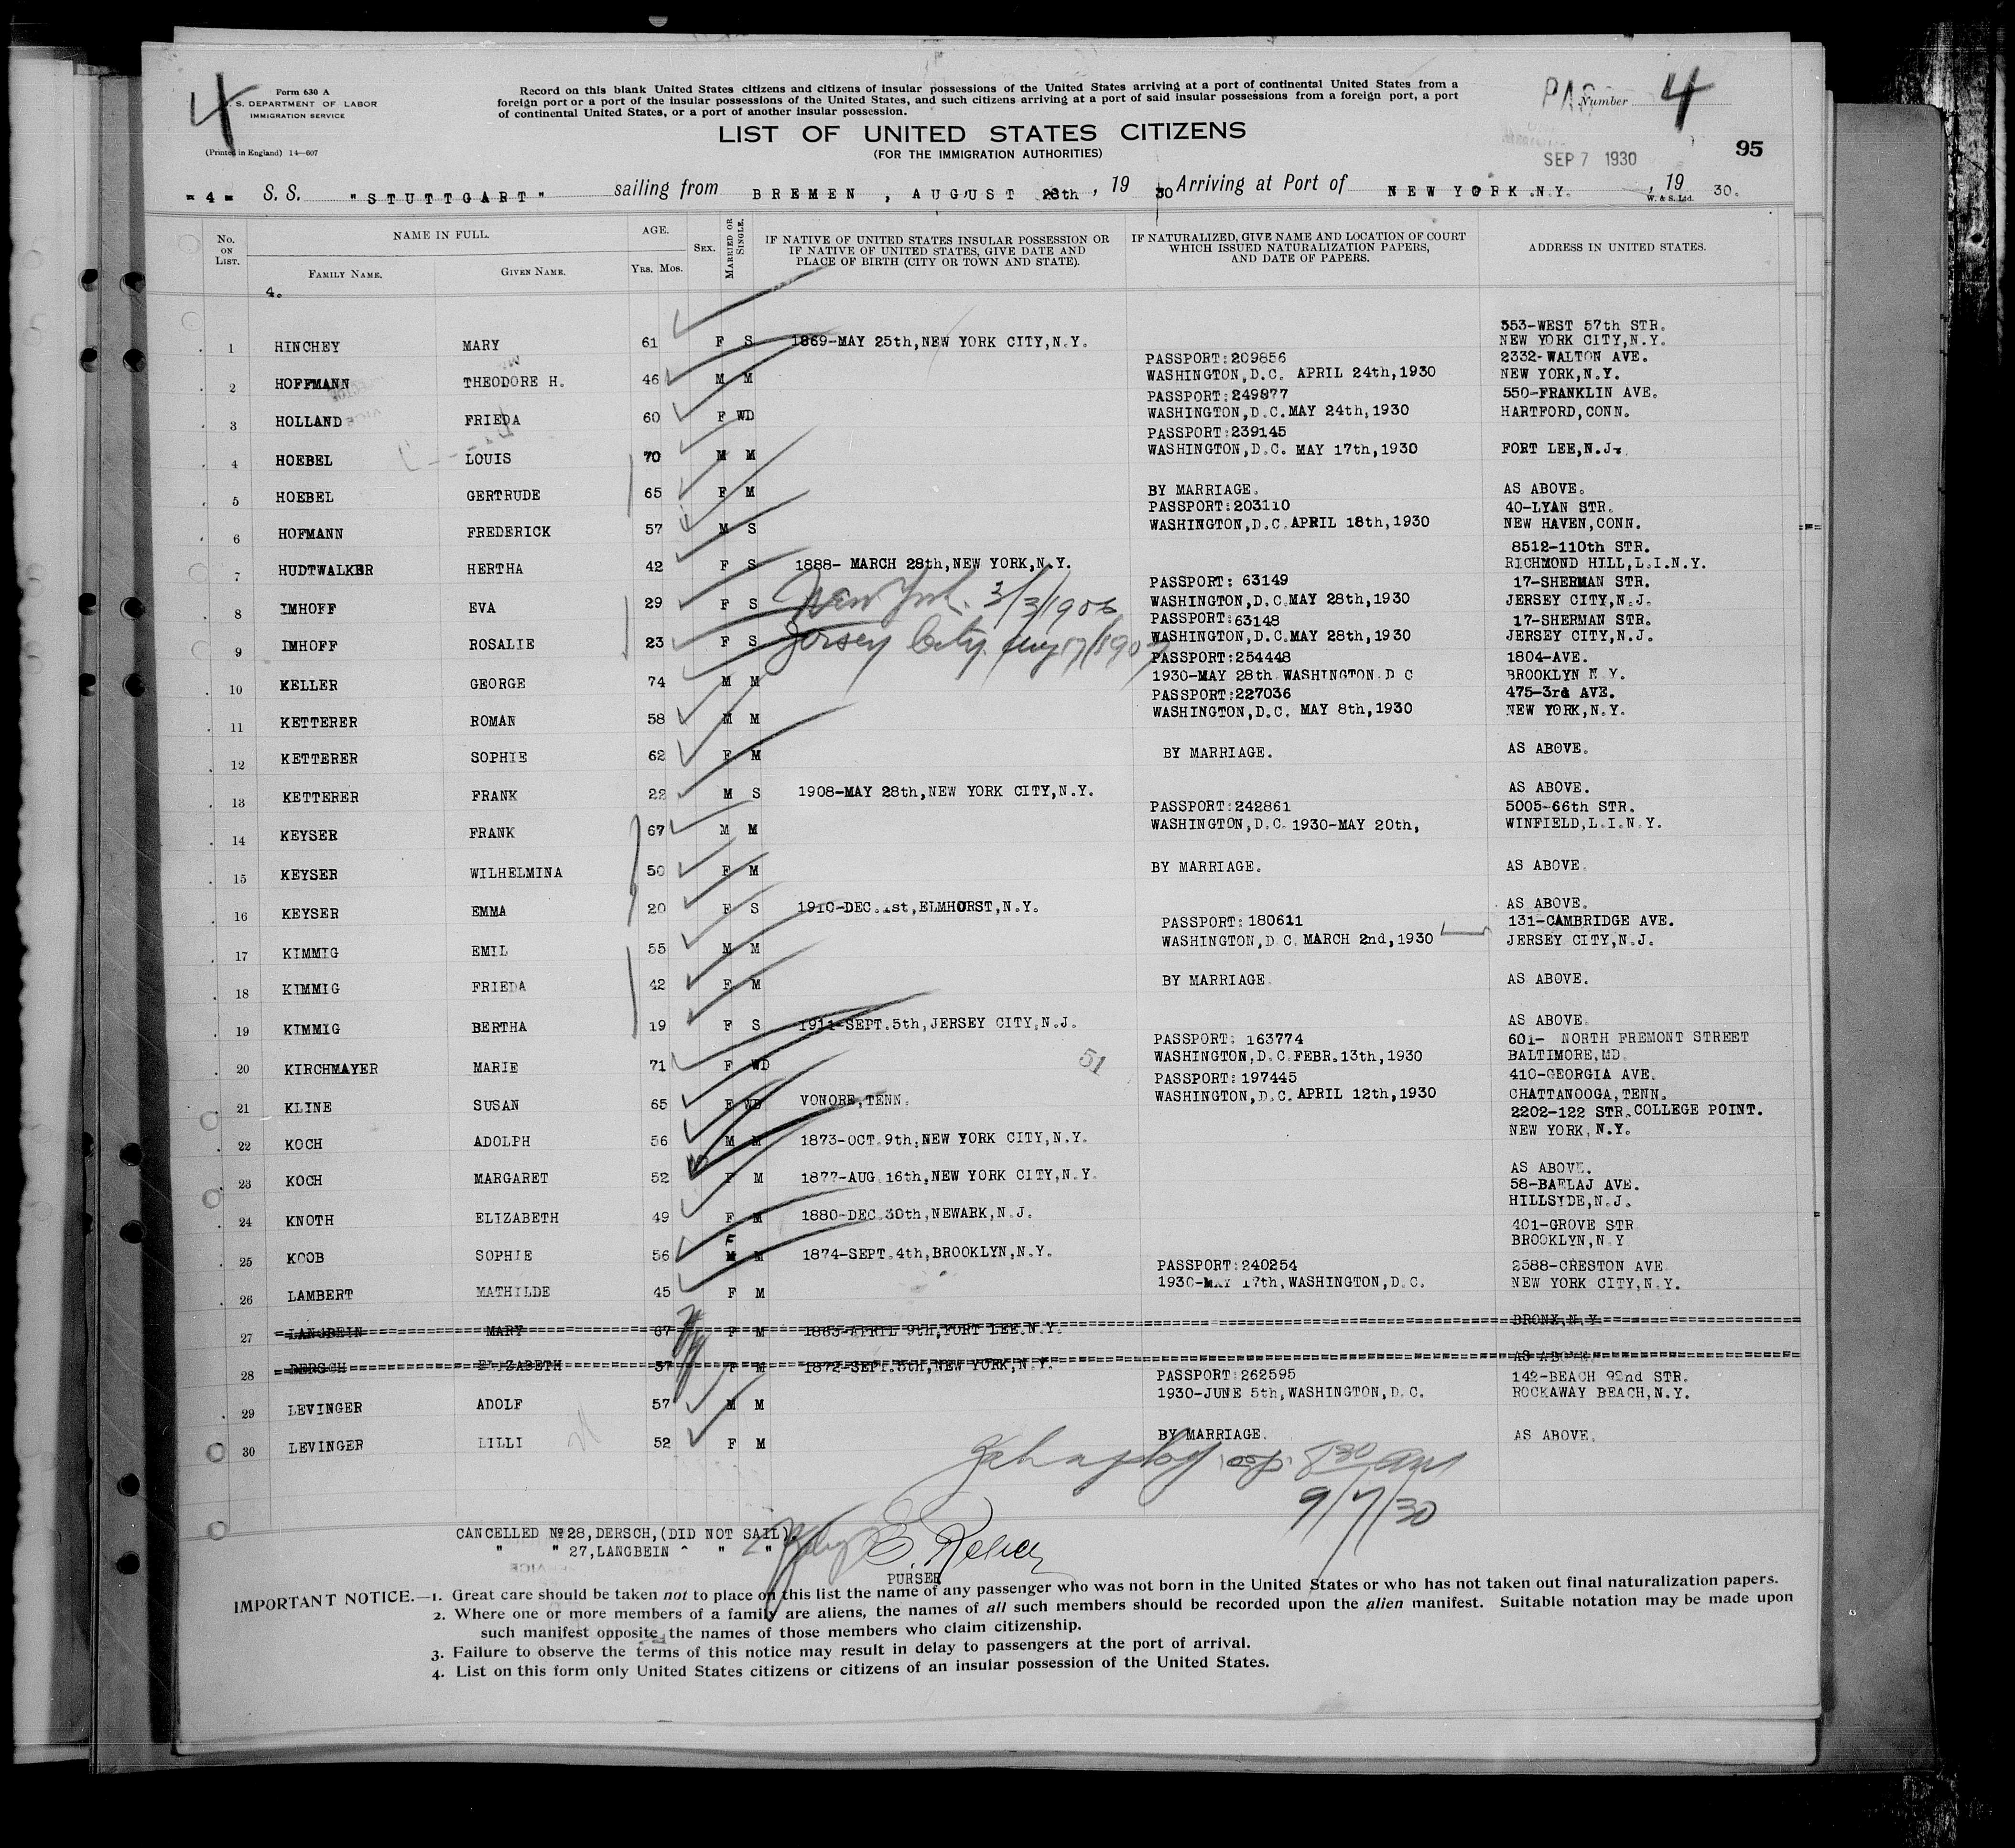 4
Form 630 A
S. DEPARTMENT OF LABOR
IMMIGRATION SERVICE
(Printed in England) 14—607
Record on this blank United States citizens and citizens of insular possessions of the United States arriving at a port of continental United States from a
foreign port or a port of the insular possessions of the United States, and such citizens arriving at a port of said insular possessions from a foreign port, a port
of continental United States, or a port of another insular possession.
LIST OF UNITED STATES CITIZENS
(FOR THE IMMIGRATION AUTHORITIES)
PAS Number 4
SEP 7 1930
95
- 4 - S. S. "STUTTGART" sailing from BREMEN, AUGUST 28th, 1930 Arriving at Port of NEW YORK.N.Y., 1930.
W. & S. Ltd.
No. ON LIST.
NAME IN FULL.
FAMILY NAME. GIVEN NAME.
AGE.
YRS. MOS.
SEX.
MARRIED OR SINGLE.
IF NATIVE OF UNITED STATES INSULAR POSSESSION OR
IF NATIVE OF UNITED STATES, GIVE DATE AND
PLACE OF BIRTH (CITY OR TOWN AND STATE).
IF NATURALIZED, GIVE NAME AND LOCATION OF COURT
WHICH ISSUED NATURALIZATION PAPERS,
AND DATE OF PAPERS.
ADDRESS IN UNITED STATES.
4.
353-WEST 57th STR.
1 HINCHEY MARY 61 F S 1869-MAY 25th,NEW YORK CITY,N.Y. NEW YORK CITY,N.Y.
PASSPORT:209856 2332-WALTON AVE.
2 HOFFMANN THEODORE H. 46 M M WASHINGTON,D.C. APRIL 24th,1930 NEW YORK,N.Y.
PASSPORT:249877 550-FRANKLIN AVE.
3 HOLLAND FRIEDA 60 F WD WASHINGTON,D.C.MAY 24th,1930 HARTFORD,CONN.
PASSPORT:239145
4 HOEBEL LOUIS 70 M M WASHINGTON,D.C. MAY 17th,1930 FORT LEE,N.J.
5 HOEBEL GERTRUDE 65 F M BY MARRIAGE. AS ABOVE.
PASSPORT:203110 40-LYAN STR.
6 HOFMANN FREDERICK 57 M S WASHINGTON,D.C.APRIL 18th,1930 NEW HAVEN,CONN.
8512-110th STR.
7 HUDTWALKER HERTHA 42 F S 1888- MARCH 28th,NEW YORK,N.Y. RICHMOND HILL,L.I.N.Y.
PASSPORT: 63149 17-SHERMAN STR.
8 IMHOFF EVA 29 F S New York. 3/3/1906 WASHINGTON,D.C.MAY 28th,1930 JERSEY CITY,N.J.
PASSPORT:63148 17-SHERMAN STR.
9 IMHOFF ROSALIE 23 F S Jersey City Aug 17/1907 WASHINGTON,D.C.MAY 28th,1930 JERSEY CITY,N.J.
PASSPORT:254448 1804-AVE.
10 KELLER GEORGE 74 M M 1930-MAY 28th WASHINGTON D C BROOKLYN N Y.
PASSPORT:227036 475-3rd AVE.
11 KETTERER ROMAN 58 M M WASHINGTON,D.C. MAY 8th,1930 NEW YORK,N.Y.
12 KETTERER SOPHIE 62 F M BY MARRIAGE. AS ABOVE.
13 KETTERER FRANK 22 M S 1908-MAY 28th,NEW YORK CITY,N.Y. AS ABOVE.
PASSPORT:242861 5005-66th STR.
14 KEYSER FRANK 67 M M WASHINGTON,D.C.1930-MAY 20th, WINFIELD,L.I.N.Y.
15 KEYSER WILHELMINA 50 F M BY MARRIAGE. AS ABOVE.
16 KEYSER EMMA 20 F S 1910-DEC.1st,ELMHORST,N.Y. AS ABOVE.
PASSPORT:180611 131-CAMBRIDGE AVE.
17 KIMMIG EMIL 55 M M WASHINGTON,D C. MARCH 2nd,1930 JERSEY CITY,N.J.
18 KIMMIG FRIEDA 42 F M BY MARRIAGE. AS ABOVE.
19 KIMMIG BERTHA 19 F S 1911-SEPT.5th,JERSEY CITY,N.J. AS ABOVE.
PASSPORT: 163774 601- NORTH FREMONT STREET
20 KIRCHMAYER MARIE 71 F WD 51 WASHINGTON,D.C.FEBR.13th,1930 BALTIMORE,MD.
PASSPORT:197445 410-GEORGIA AVE.
21 KLINE SUSAN 65 F WD VONORE,TENN. WASHINGTON,D.C. APRIL 12th,1930 CHATTANOOGA,TENN.
2202-122 STR.COLLEGE POINT.
22 KOCH ADOLPH 56 M M 1873-OCT.9th,NEW YORK CITY,N.Y. NEW YORK,N.Y.
23 KOCH MARGARET 52 F M 1877-AUG.16th,NEW YORK CITY,N.Y. AS ABOVE.
58-BAELAJ AVE.
24 KNOTH ELIZABETH 49 F M 1880-DEC.30th,NEWARK,N.J. HILLSIDE,N.J.
401-GROVE STR
25 KOOB SOPHIE 56 F M M 1874-SEPT.4th,BROOKLYN,N.Y. BROOKLYN,N.Y
PASSPORT:240254 2588-CRESTON AVE.
26 LAMBERT MATHILDE 45 F M 1930-MAY 17th,WASHINGTON,D.C. NEW YORK CITY,N.Y.
27 LANGBEIN MARY 67 F M 1863-APRIL 9th,FORT LEE.N.Y. BRONX,N.Y
28 DERSCH ELIZABETH 57 F M 1872-SEPT.5th,NEW YORK,N.Y. AS ABOVE.
PASSPORT:262595 142-BEACH 92nd STR.
29 LEVINGER ADOLF 57 M M 1930-JUNE 5th,WASHINGTON,D.C. ROCKAWAY BEACH,N.Y.
30 LEVINGER LILLI 52 F M BY MARRIAGE. AS ABOVE.
8 30 am
9/7/30
CANCELLED № 28,DERSCH,(DID NOT SAIL).
" " 27,LANGBEIN " " "
PURSER
IMPORTANT NOTICE.—1. Great care should be taken not to place on this list the name of any passenger who was not born in the United States or who has not taken out final naturalization papers.
2. Where one or more members of a family are aliens, the names of all such members should be recorded upon the alien manifest. Suitable notation may be made upon
such manifest opposite the names of those members who claim citizenship.
3. Failure to observe the terms of this notice may result in delay to passengers at the port of arrival.
4. List on this form only United States citizens or citizens of an insular possession of the United States.